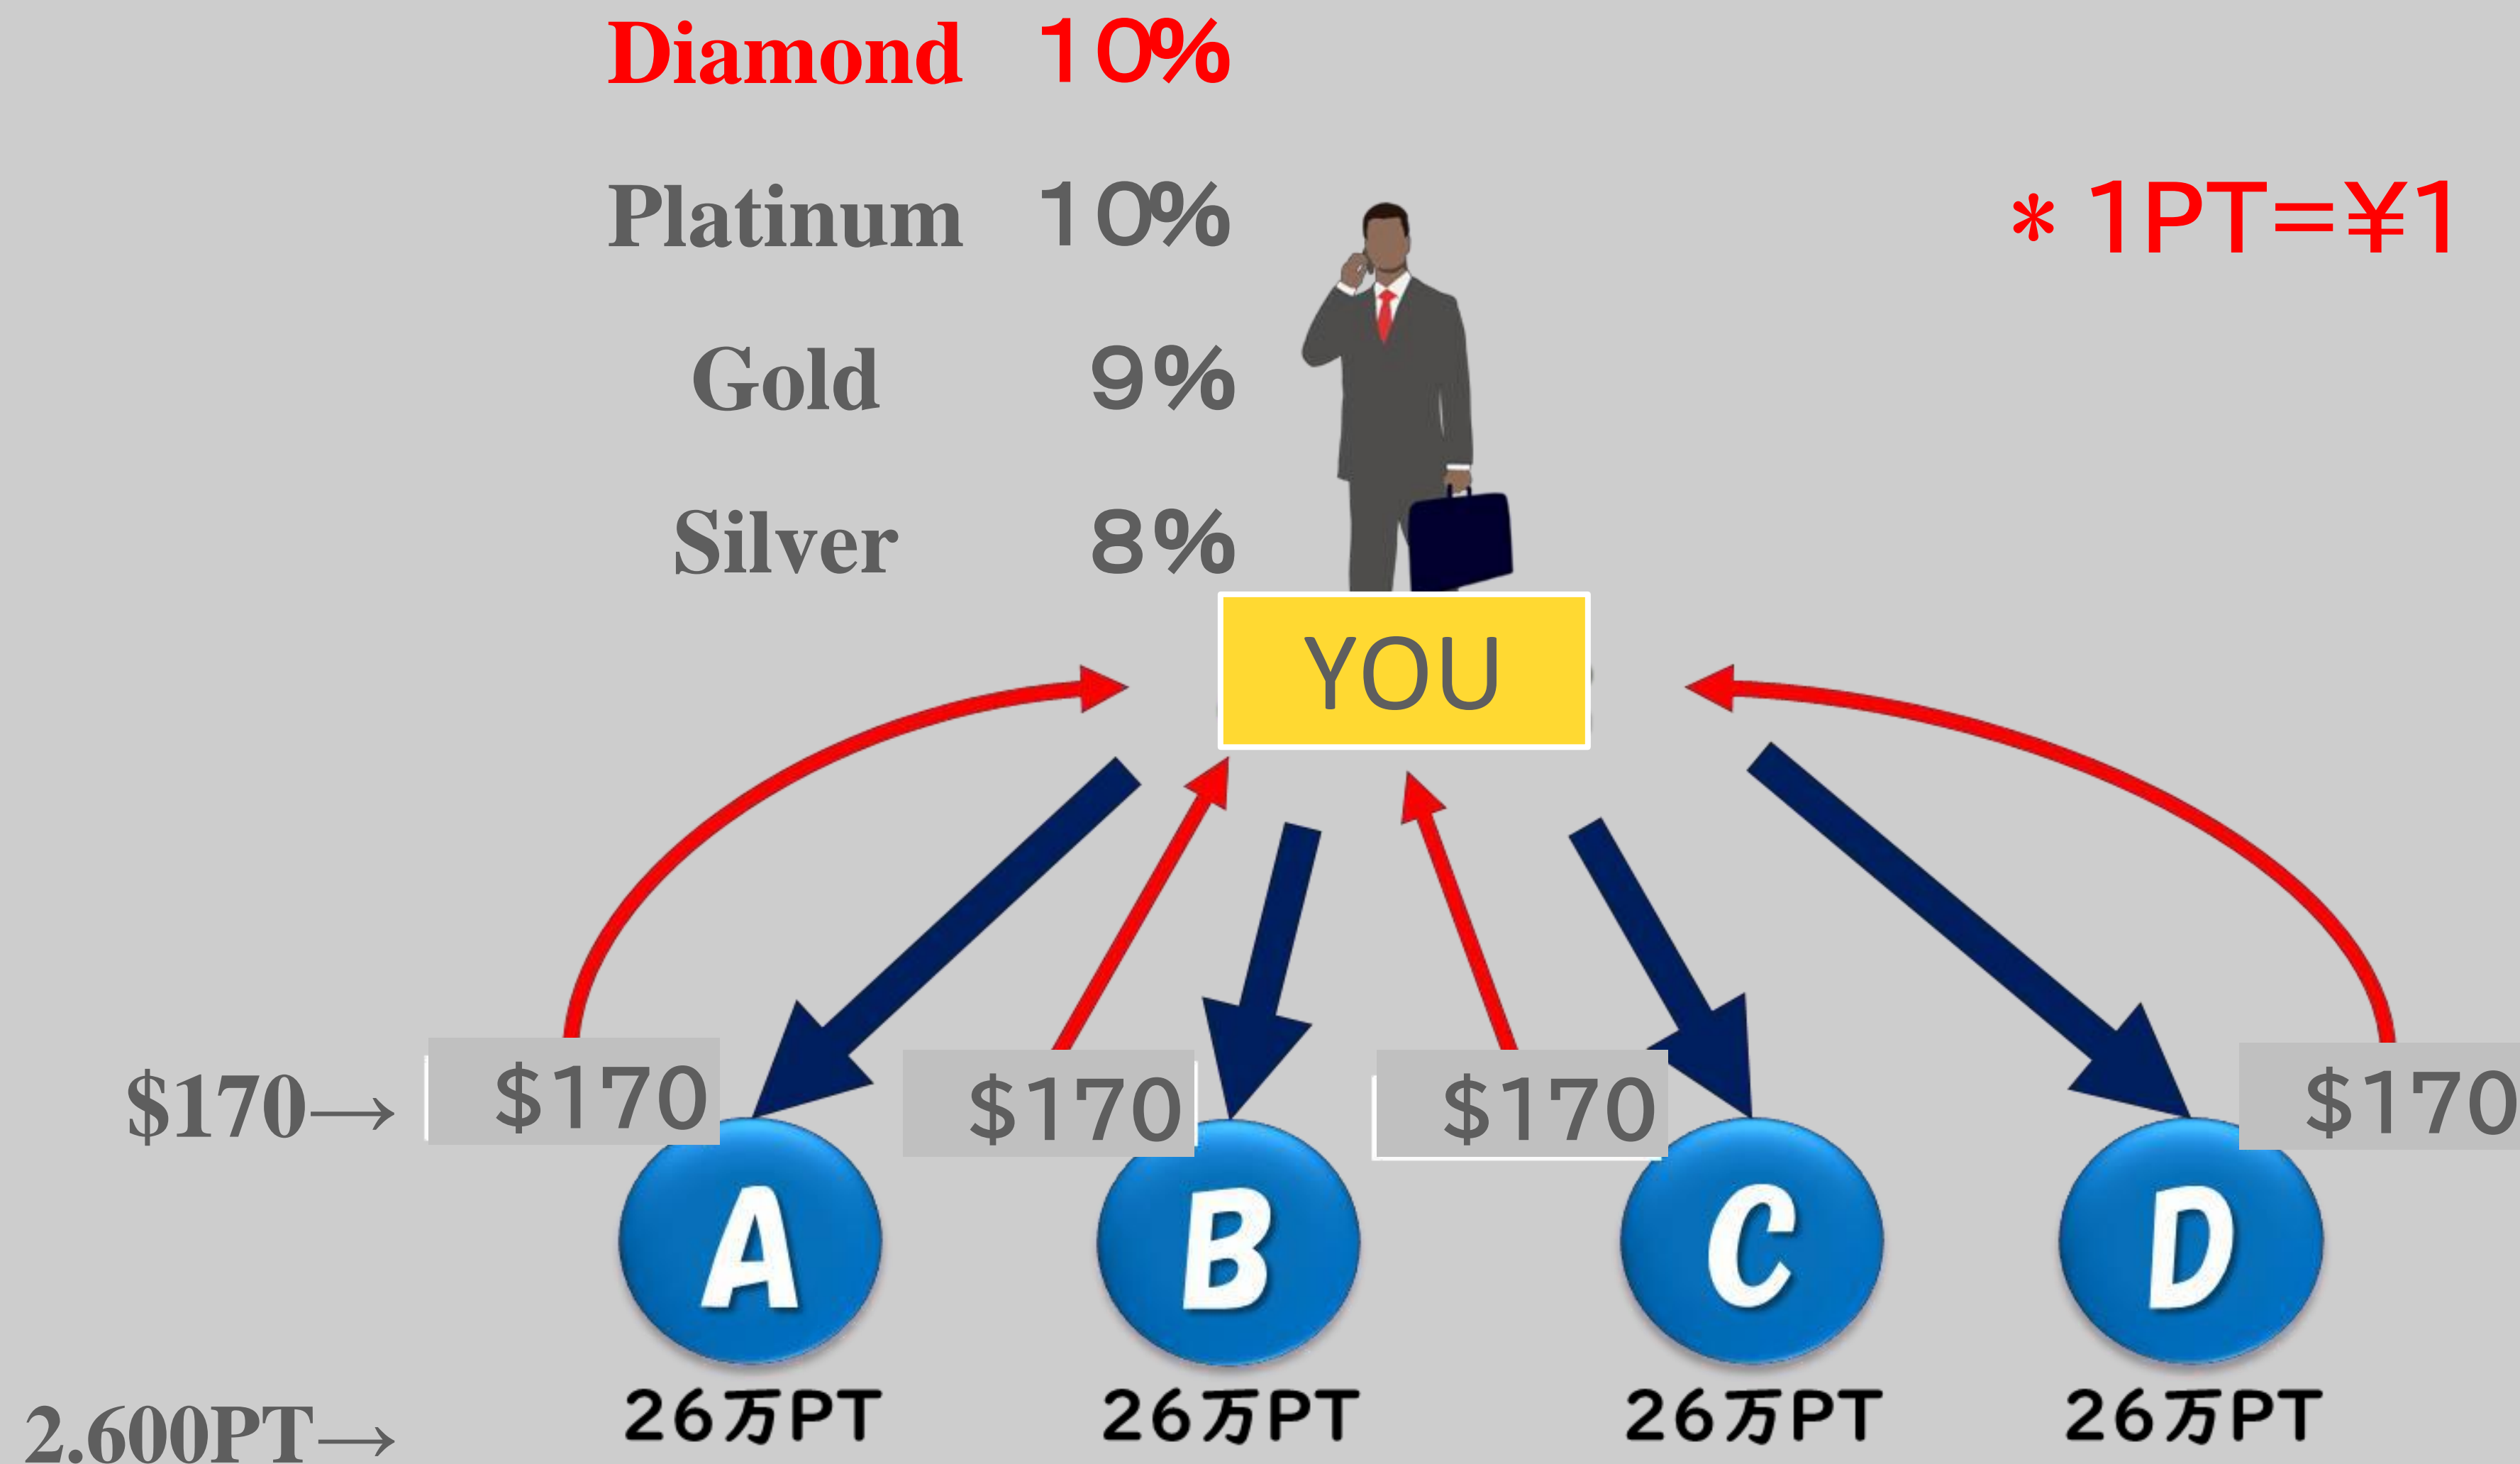 Diamond 10%
Platinum 10%
* 1PT=¥1
Gold 9%
Silver 8%
YOU
$170→ $170 $170 $170 $170
A B C D
2.600PT→ 26万PT 26万PT 26万PT 26万PT